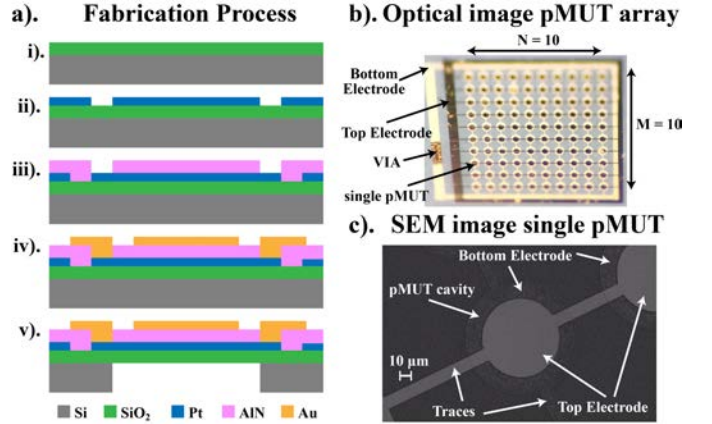 a). Fabrication Process
i).
ii).
iii).
iv).
v).
Si SiO₂ Pt AlN Au
b). Optical image pMUT array
N = 10
Bottom
Electrode
Top Electrode
VIA
single pMUT
M = 10
c). SEM image single pMUT
Bottom Electrode
pMUT cavity
10 μm
Traces
Top Electrode